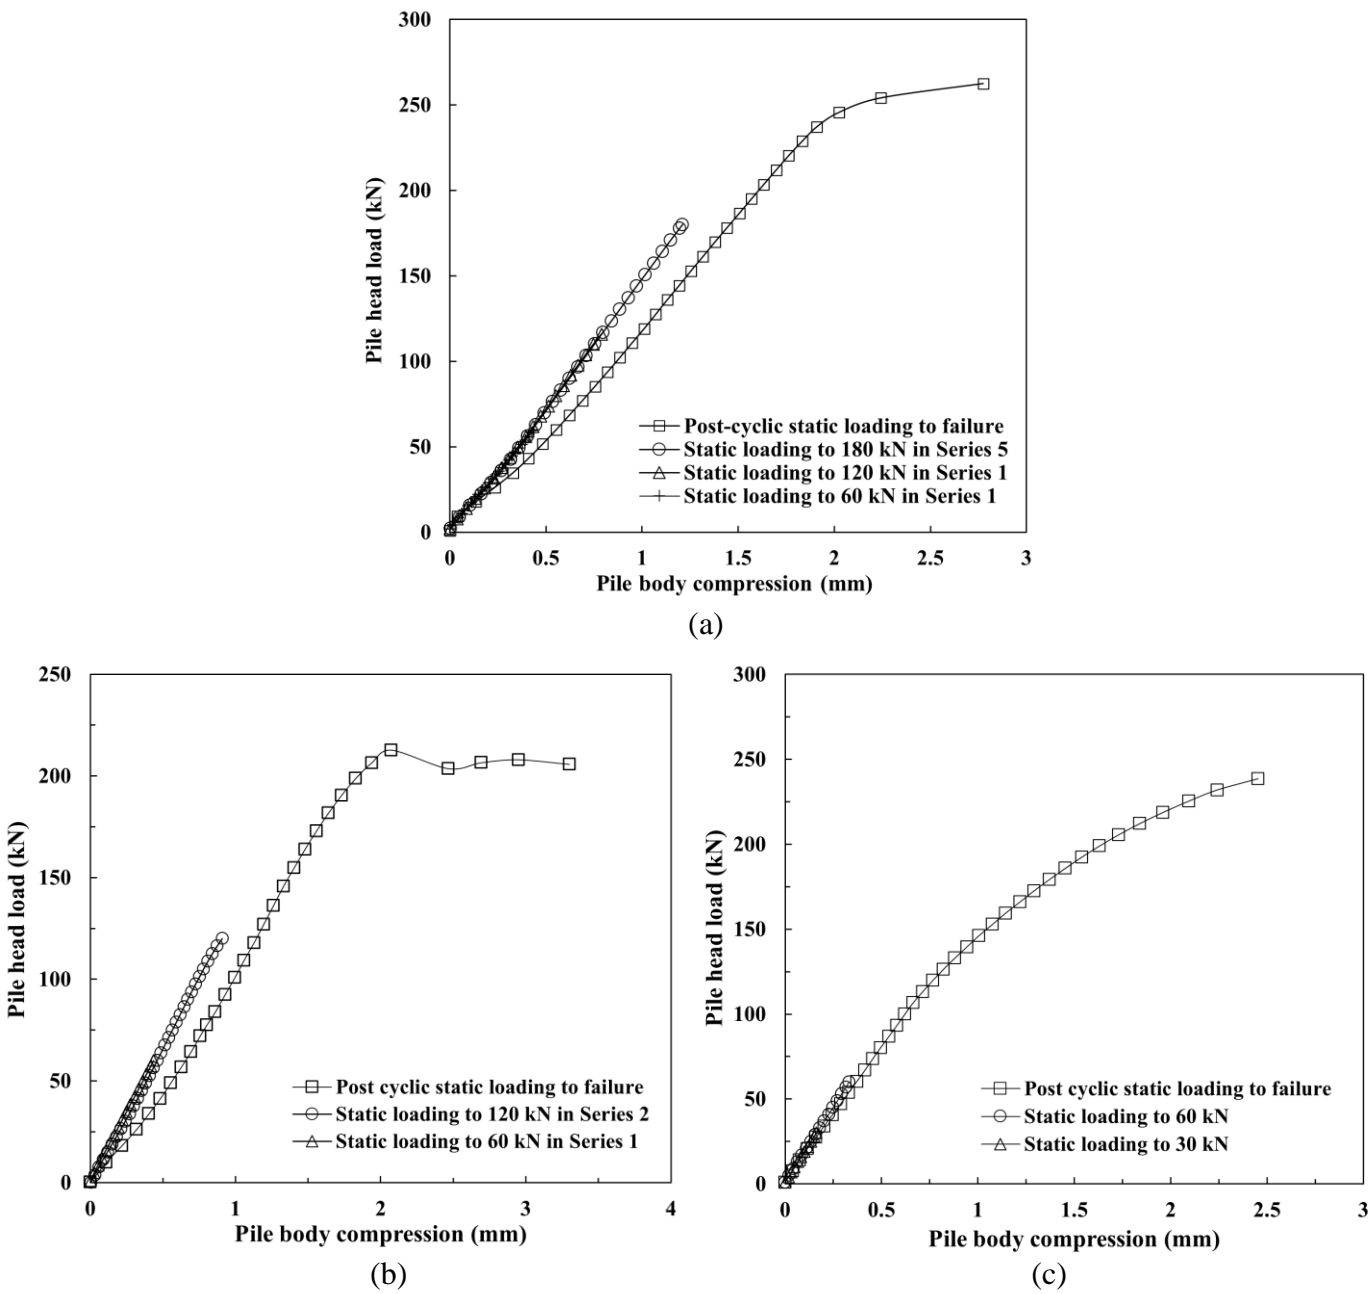 300
250
200
150
100
50
0
Pile head load (kN)
Post-cyclic static loading to failure
Static loading to 180 kN in Series 5
Static loading to 120 kN in Series 1
Static loading to 60 kN in Series 1
0 0.5 1 1.5 2 2.5 3
Pile body compression (mm)
(a)
250
200
150
100
50
0
Pile head load (kN)
Post cyclic static loading to failure
Static loading to 120 kN in Series 2
Static loading to 60 kN in Series 1
0 1 2 3 4
Pile body compression (mm)
(b)
300
250
200
150
100
50
0
Pile head load (kN)
Post cyclic static loading to failure
Static loading to 60 kN
Static loading to 30 kN
0 0.5 1 1.5 2 2.5 3
Pile body compression (mm)
(c)